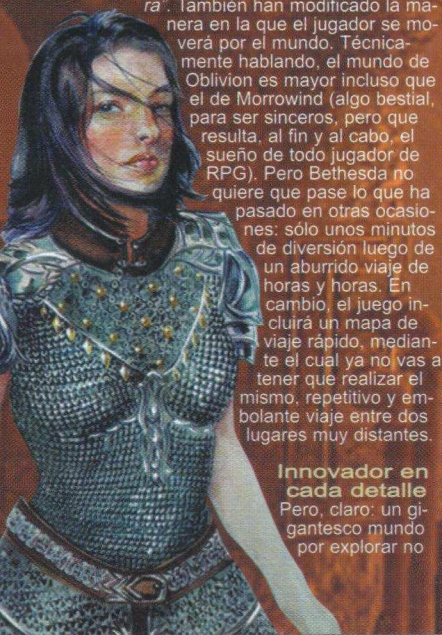 ra". También han modificado la ma-
nera en la que el jugador se mo-
verá por el mundo. Técnica-
mente hablando, el mundo de
Oblivion es mayor incluso que
el de Morrowind (algo bestial,
para ser sinceros, pero que
resulta, al fin y al cabo, el
sueño de todo jugador de
RPG). Pero Bethesda no
quiere que pase lo que ha
pasado en otras ocasio-
nes: sólo unos minutos
de diversión luego de
un aburrido viaje de
horas y horas. En
cambio, el juego in-
cluirá un mapa de
viaje rápido, median-
te el cual ya no vas a
tener que realizar el
mismo, repetitivo y em-
bolante viaje entre dos
lugares muy distantes.
Innovador en
cada detalle
Pero, claro: un gi-
gantesco mundo
por explorar no